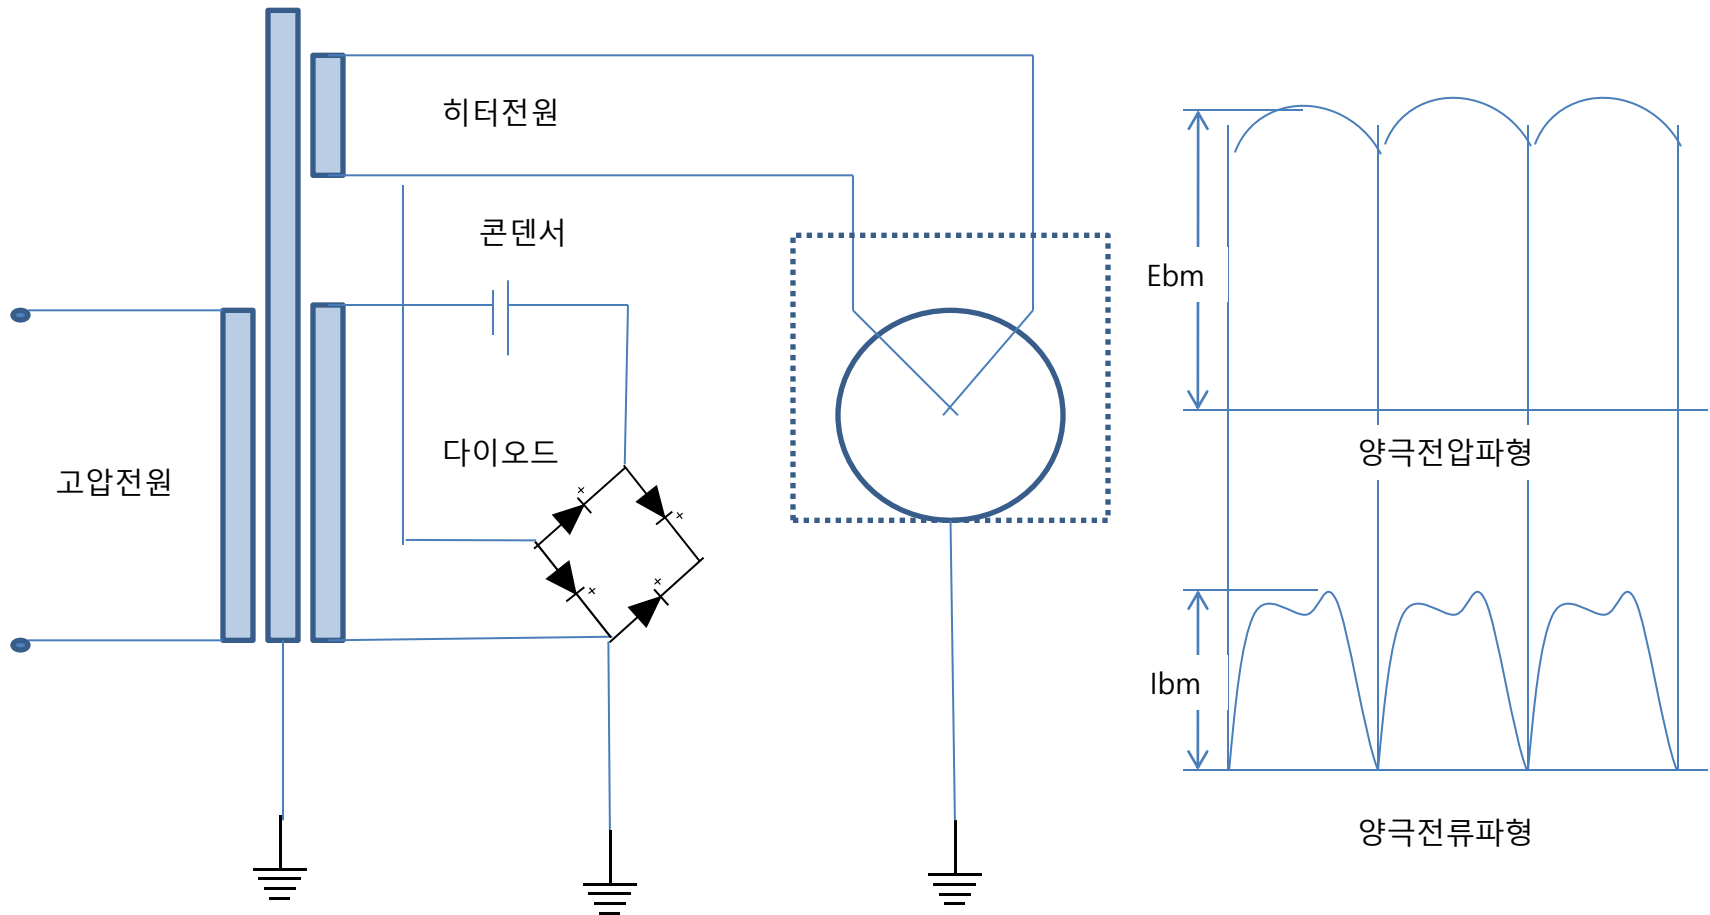 히터전원
콘덴서
Ebm
다이오드
양극전압파형
고압전원
+
+
+
+
Ibm
양극전류파형